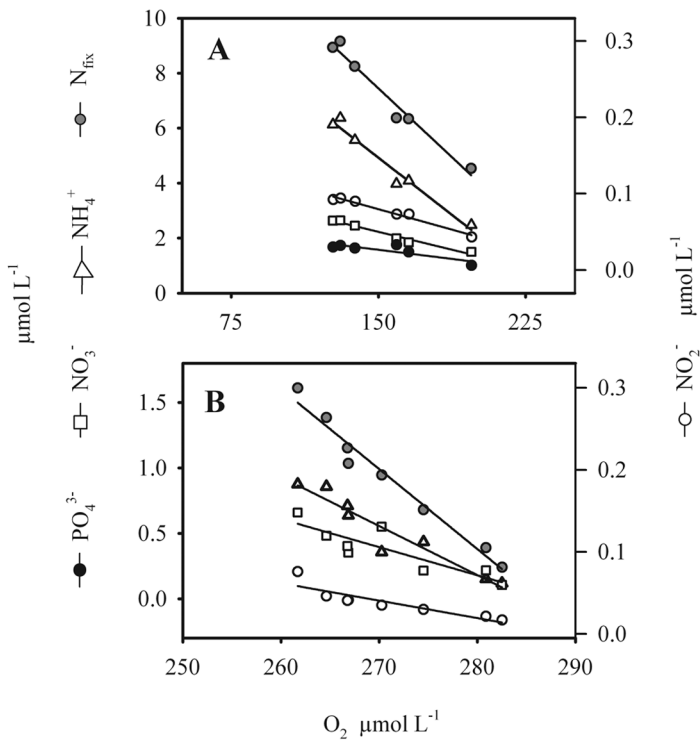 A
10
8
6
4
2
0
0.3
0.2
0.1
0.0
75
150
225
B
1.5
1.0
0.5
0.0
0.3
0.2
0.1
0.0
250
260
270
280
290
O₂ µmol L⁻¹
µmol L⁻¹
PO₄³⁻
NO₃⁻
NH₄⁺
N_fix
µmol L⁻¹
NO₂⁻